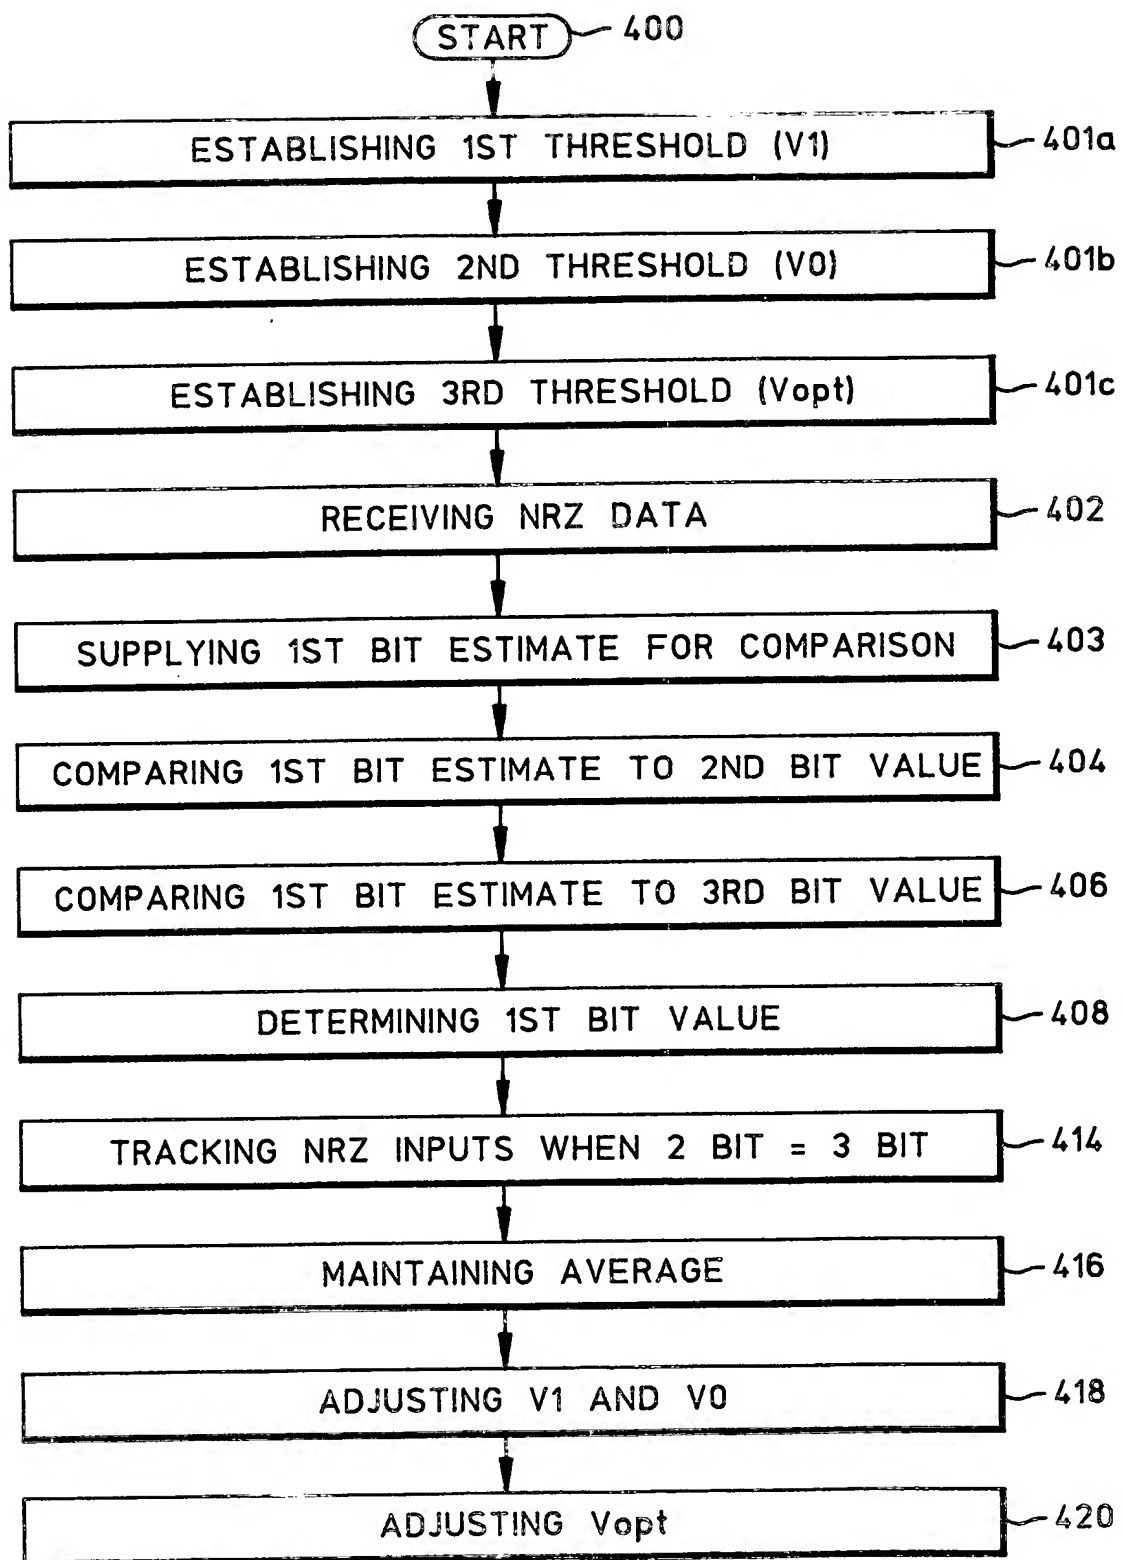 START 400
ESTABLISHING 1ST THRESHOLD (V1) 401a
ESTABLISHING 2ND THRESHOLD (V0) 401b
ESTABLISHING 3RD THRESHOLD (Vopt) 401c
RECEIVING NRZ DATA 402
SUPPLYING 1ST BIT ESTIMATE FOR COMPARISON 403
COMPARING 1ST BIT ESTIMATE TO 2ND BIT VALUE 404
COMPARING 1ST BIT ESTIMATE TO 3RD BIT VALUE 406
DETERMINING 1ST BIT VALUE 408
TRACKING NRZ INPUTS WHEN 2 BIT = 3 BIT 414
MAINTAINING AVERAGE 416
ADJUSTING V1 AND V0 418
ADJUSTING Vopt 420